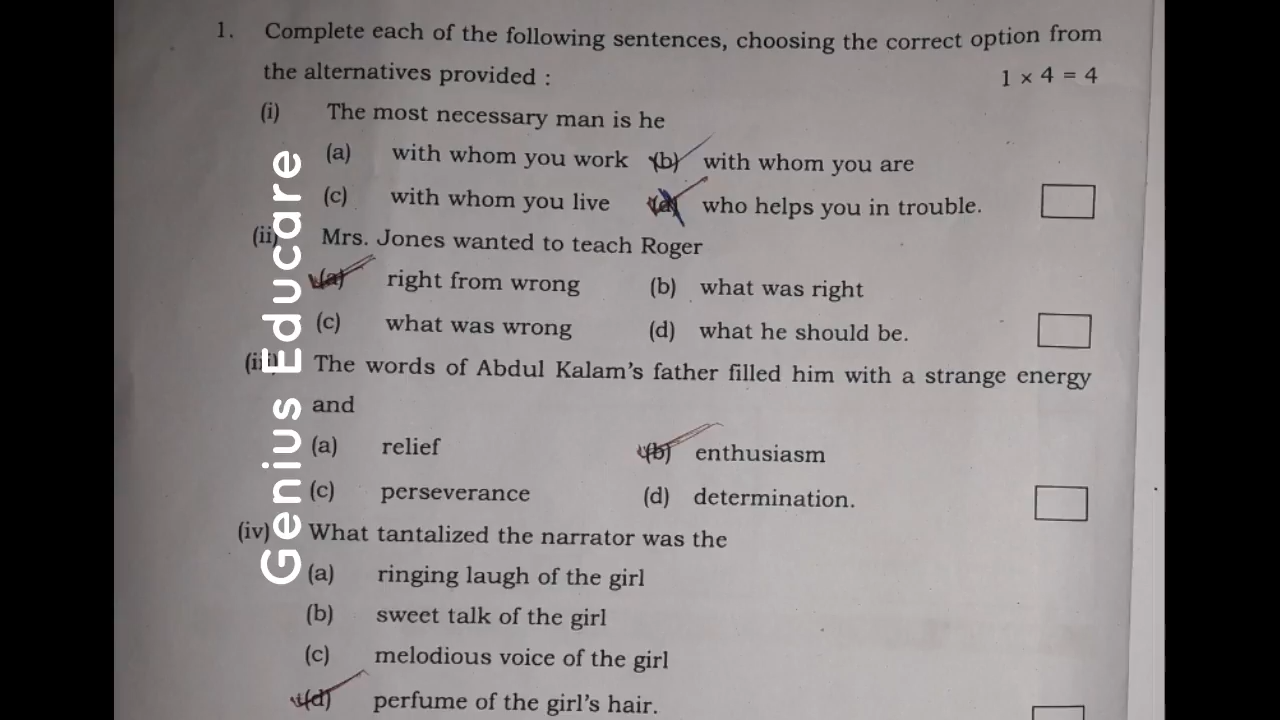 1. Complete each of the following sentences, choosing the correct option from
the alternatives provided : 1 × 4 = 4
(i) The most necessary man is he
(a) with whom you work (b) with whom you are
(c) with whom you live (d) who helps you in trouble.
(ii) Mrs. Jones wanted to teach Roger
(a) right from wrong (b) what was right
(c) what was wrong (d) what he should be.
(iii) The words of Abdul Kalam's father filled him with a strange energy
and
(a) relief (b) enthusiasm
(c) perseverance (d) determination.
(iv) What tantalized the narrator was the
(a) ringing laugh of the girl
(b) sweet talk of the girl
(c) melodious voice of the girl
(d) perfume of the girl's hair.
Genius Educare